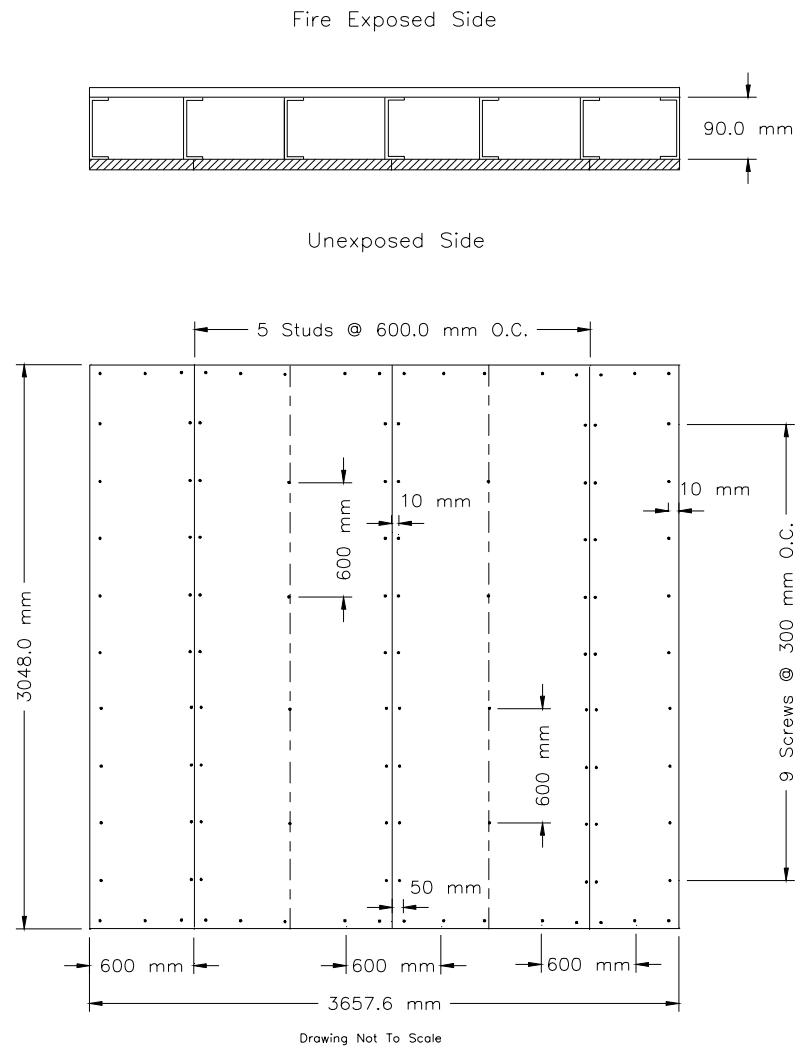 Fire Exposed Side
90.0 mm
Unexposed Side
5 Studs @ 600.0 mm O.C.
10 mm
10 mm
600 mm
3048.0 mm
9 Screws @ 300 mm O.C.
600 mm
50 mm
600 mm
600 mm
600 mm
3657.6 mm
Drawing Not To Scale